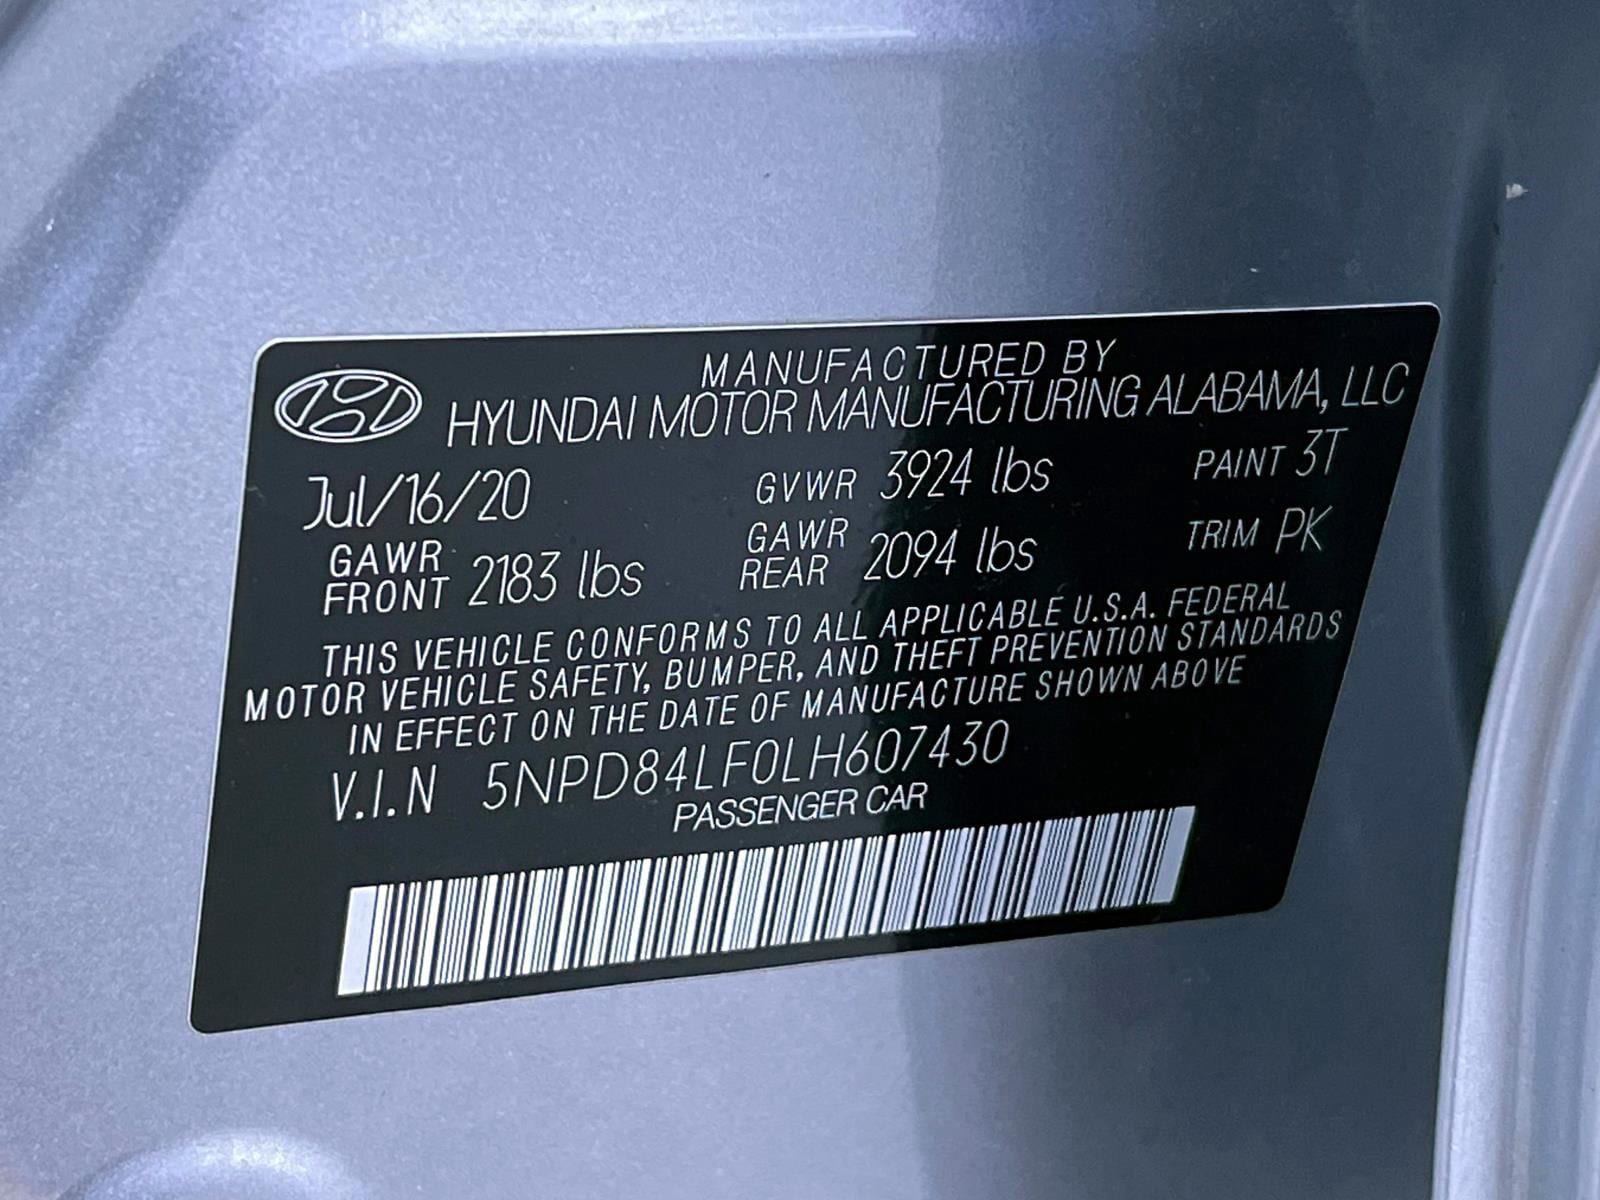 MANUFACTURED BY
HYUNDAI MOTOR MANUFACTURING ALABAMA, LLC
Jul/16/20 GVWR 3924 lbs PAINT 3T
GAWR FRONT 2183 lbs GAWR REAR 2094 lbs TRIM PK
THIS VEHICLE CONFORMS TO ALL APPLICABLE U.S.A. FEDERAL
MOTOR VEHICLE SAFETY, BUMPER, AND THEFT PREVENTION STANDARDS
IN EFFECT ON THE DATE OF MANUFACTURE SHOWN ABOVE
V.I.N 5NPD84LF0LH607430
PASSENGER CAR